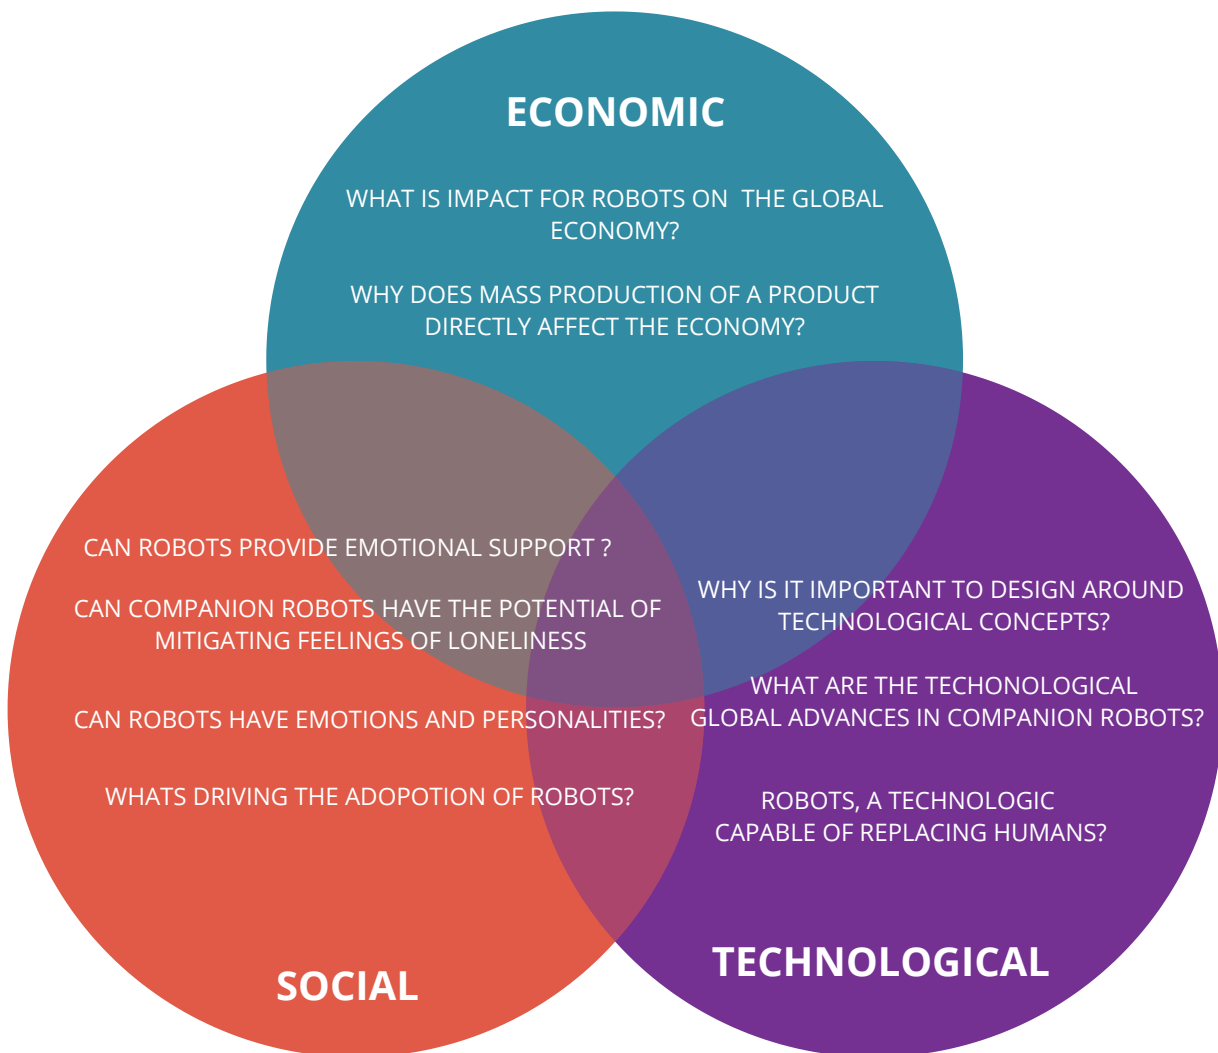 ECONOMIC
WHAT IS IMPACT FOR ROBOTS ON THE GLOBAL
ECONOMY?
WHY DOES MASS PRODUCTION OF A PRODUCT
DIRECTLY AFFECT THE ECONOMY?
CAN ROBOTS PROVIDE EMOTIONAL SUPPORT ?
CAN COMPANION ROBOTS HAVE THE POTENTIAL OF
MITIGATING FEELINGS OF LONELINESS
CAN ROBOTS HAVE EMOTIONS AND PERSONALITIES?
WHATS DRIVING THE ADOPOTION OF ROBOTS?
SOCIAL
WHY IS IT IMPORTANT TO DESIGN AROUND
TECHNOLOGICAL CONCEPTS?
WHAT ARE THE TECHONOLOGICAL
GLOBAL ADVANCES IN COMPANION ROBOTS?
ROBOTS, A TECHNOLOGIC
CAPABLE OF REPLACING HUMANS?
TECHNOLOGICAL